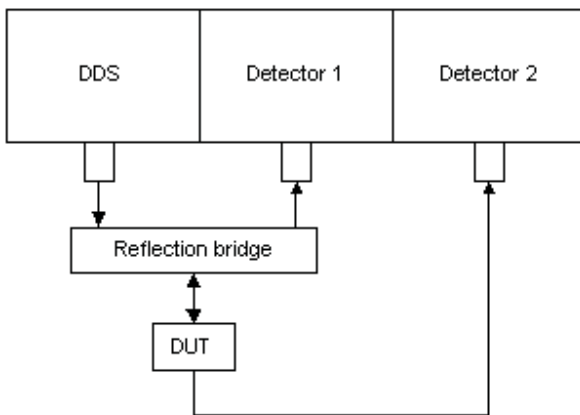 DDS
Detector 1
Detector 2
Reflection bridge
DUT